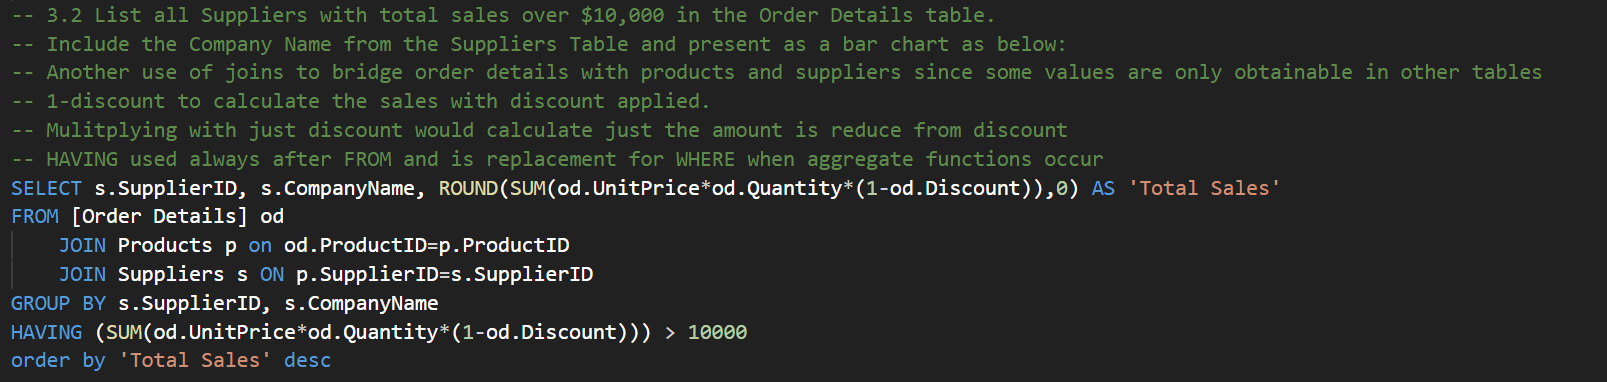 -- 3.2 List all Suppliers with total sales over $10,000 in the Order Details table.
-- Include the Company Name from the Suppliers Table and present as a bar chart as below:
-- Another use of joins to bridge order details with products and suppliers since some values are only obtainable in other tables
-- 1-discount to calculate the sales with discount applied.
-- Mulitplying with just discount would calculate just the amount is reduce from discount
-- HAVING used always after FROM and is replacement for WHERE when aggregate functions occur
SELECT s.SupplierID, s.CompanyName, ROUND(SUM(od.UnitPrice*od.Quantity*(1-od.Discount)),0) AS 'Total Sales'
FROM [Order Details] od
    JOIN Products p on od.ProductID=p.ProductID
    JOIN Suppliers s ON p.SupplierID=s.SupplierID
GROUP BY s.SupplierID, s.CompanyName
HAVING (SUM(od.UnitPrice*od.Quantity*(1-od.Discount))) > 10000
order by 'Total Sales' desc